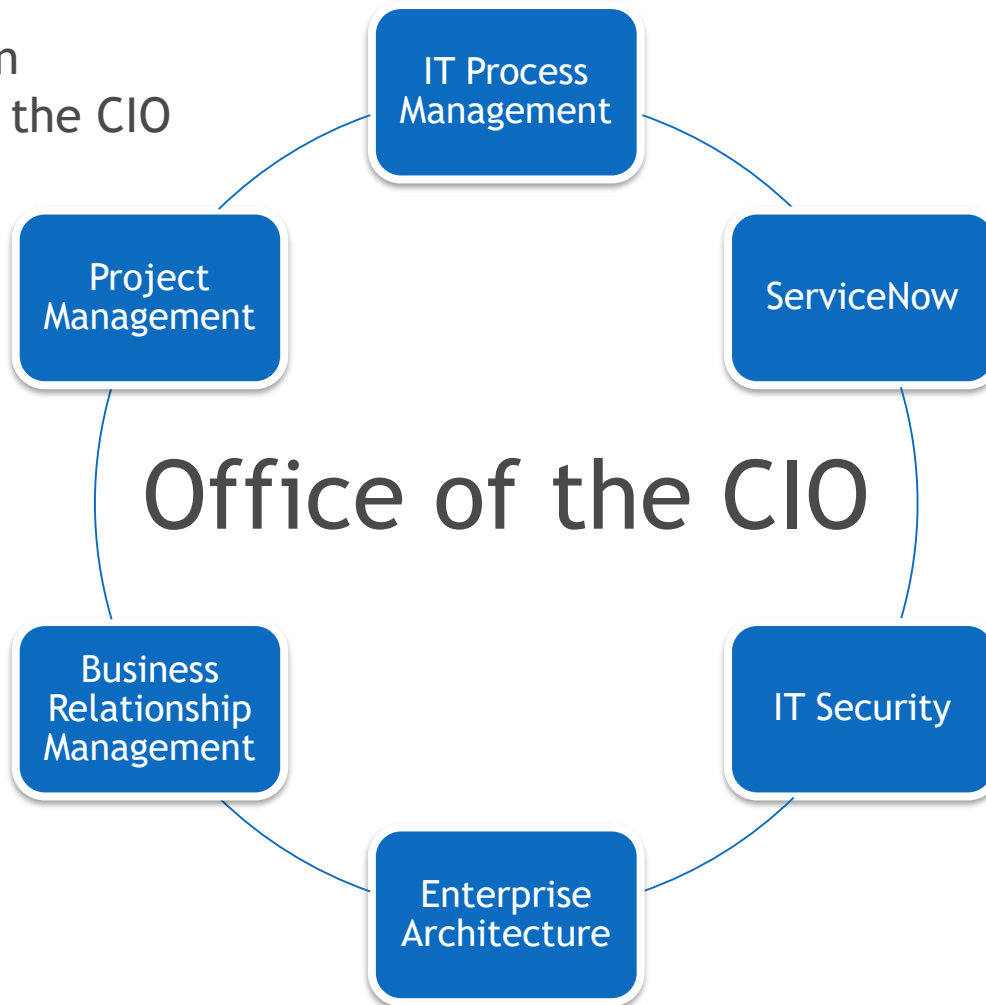 the CIO
IT Process
Management
ServiceNow
IT Security
Enterprise
Architecture
Business
Relationship
Management
Project
Management
Office of the CIO